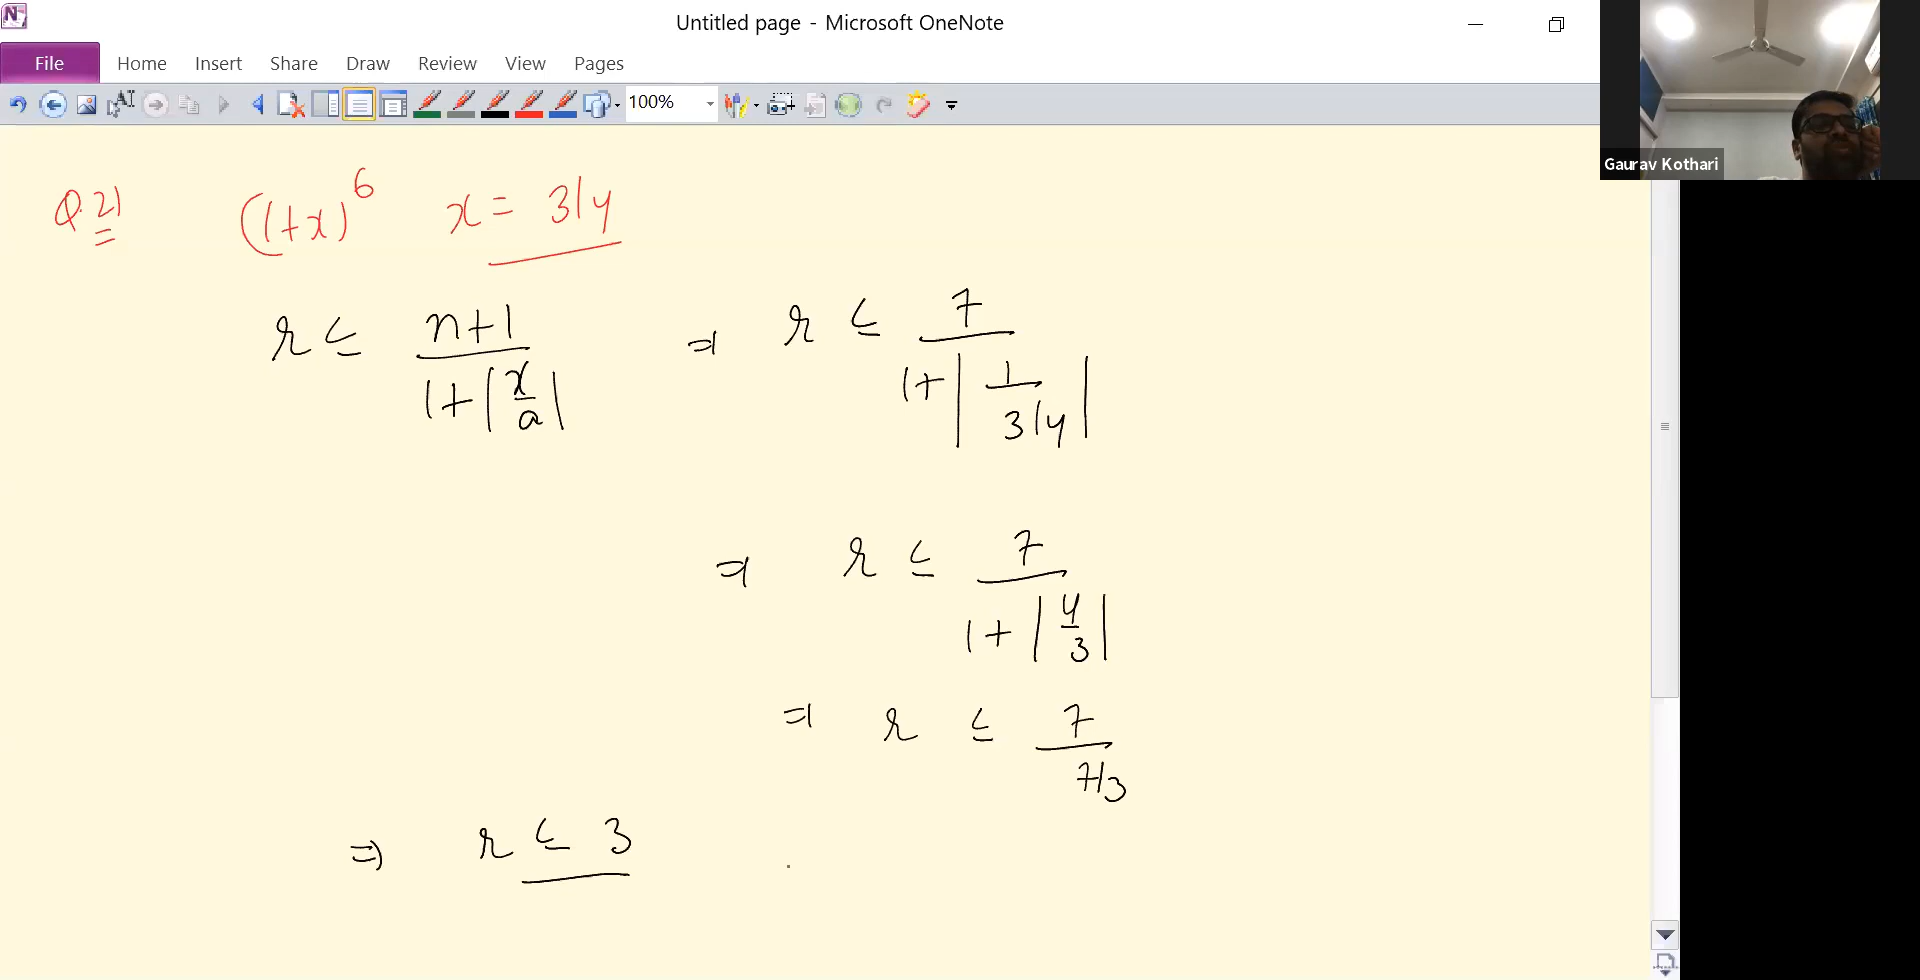 Untitled page - Microsoft OneNote
File Home Insert Share Draw Review View Pages
100%
Gaurav Kothari
Q.2) (1+x)^6 x = 3/4
r ≤ (n+1)/(1+|x/a|) ⇒ r ≤ 7/(1+|1/(3/4)|)
⇒ r ≤ 7/(1+|4/3|)
⇒ r ≤ 7/(7/3)
⇒ r ≤ 3